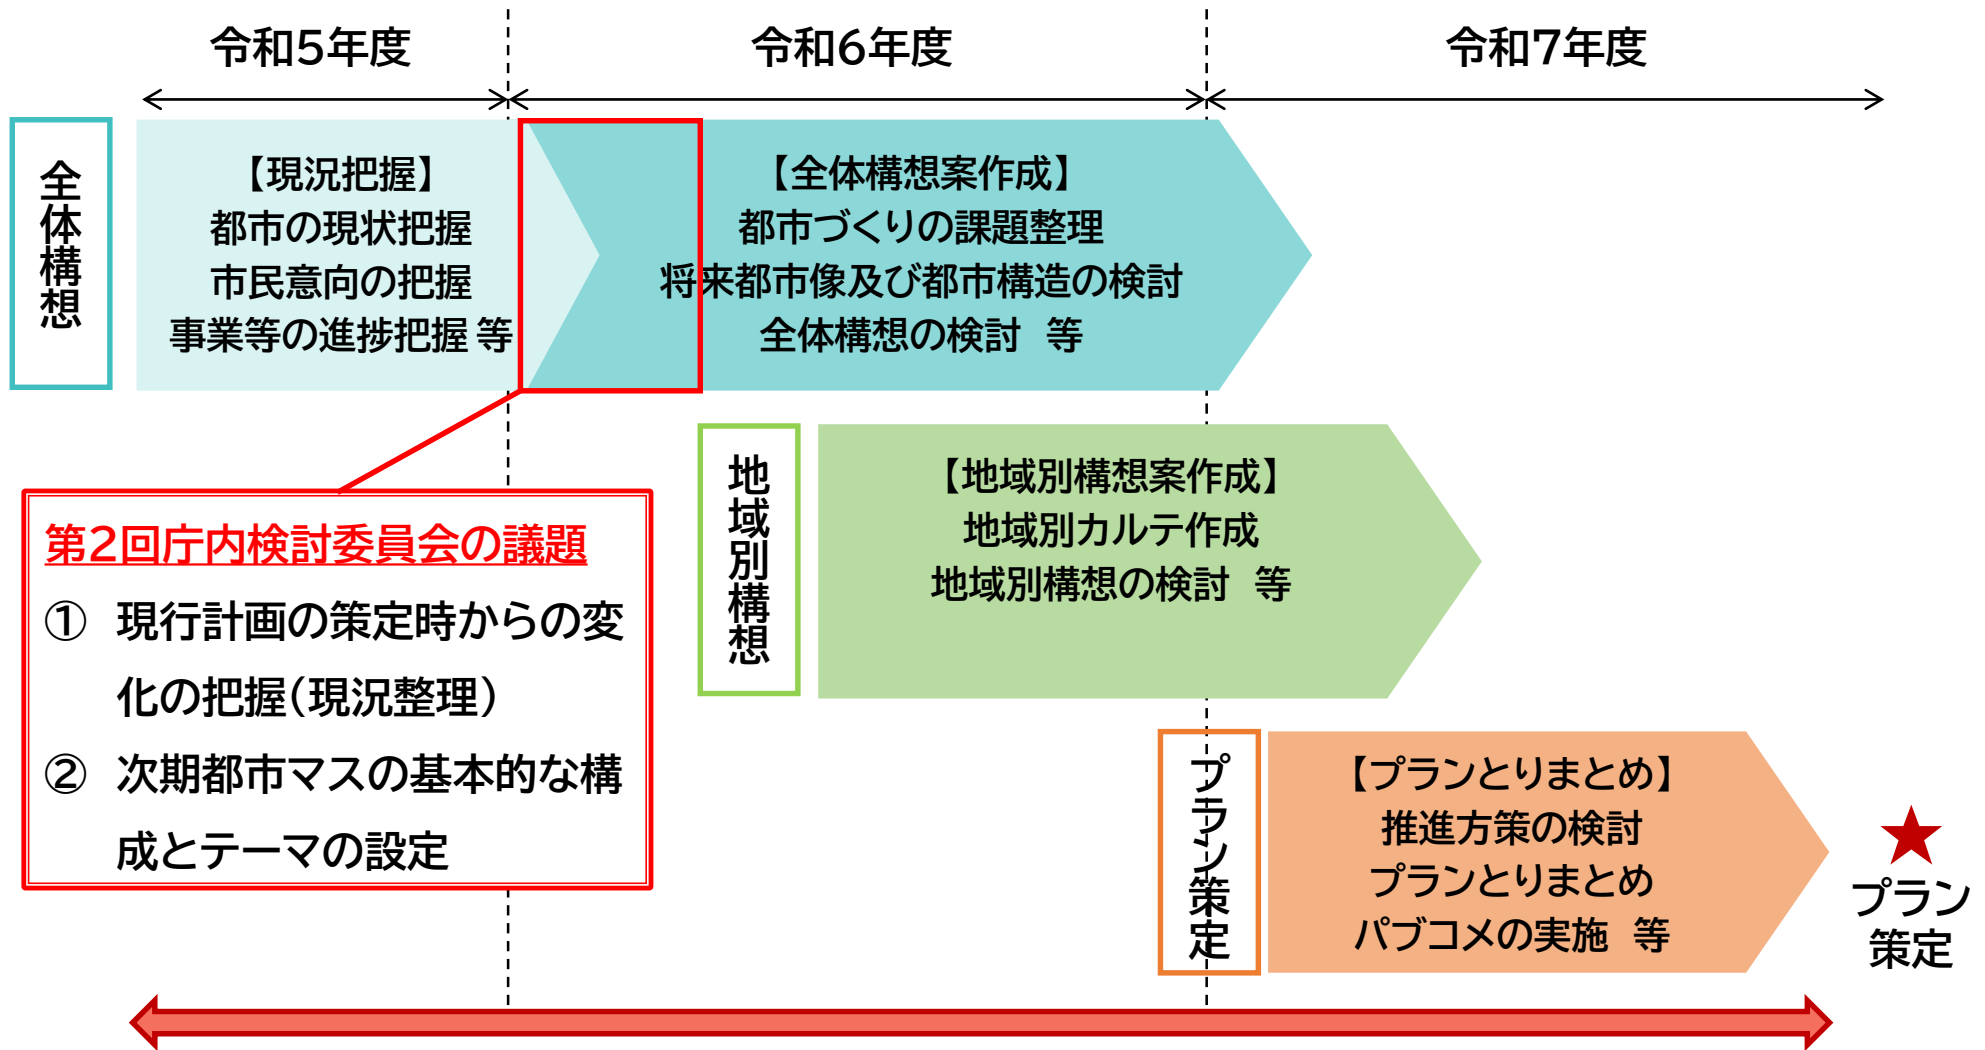 令和5年度
令和6年度
令和7年度
全体構想
【現況把握】
都市の現状把握
市民意向の把握
事業等の進捗把握 等
【全体構想案作成】
都市づくりの課題整理
将来都市像及び都市構造の検討
全体構想の検討　等
地域別構想
【地域別構想案作成】
地域別カルテ作成
地域別構想の検討　等
第2回庁内検討委員会の議題
①　現行計画の策定時からの変
化の把握(現況整理)
②　次期都市マスの基本的な構
成とテーマの設定
プラン策定
【プランとりまとめ】
推進方策の検討
プランとりまとめ
パブコメの実施　等
プラン
策定